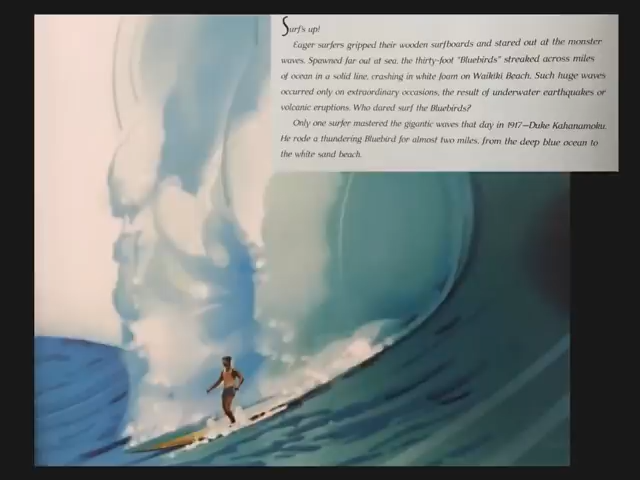 Surf's up!
Eager surfers gripped their wooden surfboards and stared out at the monster
waves. Spawned far out at sea, the thirty-foot "Bluebirds" streaked across miles
of ocean in a solid line, crashing in white foam on Waikiki Beach. Such huge waves
occurred only on extraordinary occasions, the result of underwater earthquakes or
volcanic eruptions. Who dared surf the Bluebirds?
Only one surfer mastered the gigantic waves that day in 1917—Duke Kahanamoku.
He rode a thundering Bluebird for almost two miles, from the deep blue ocean to
the white sand beach.